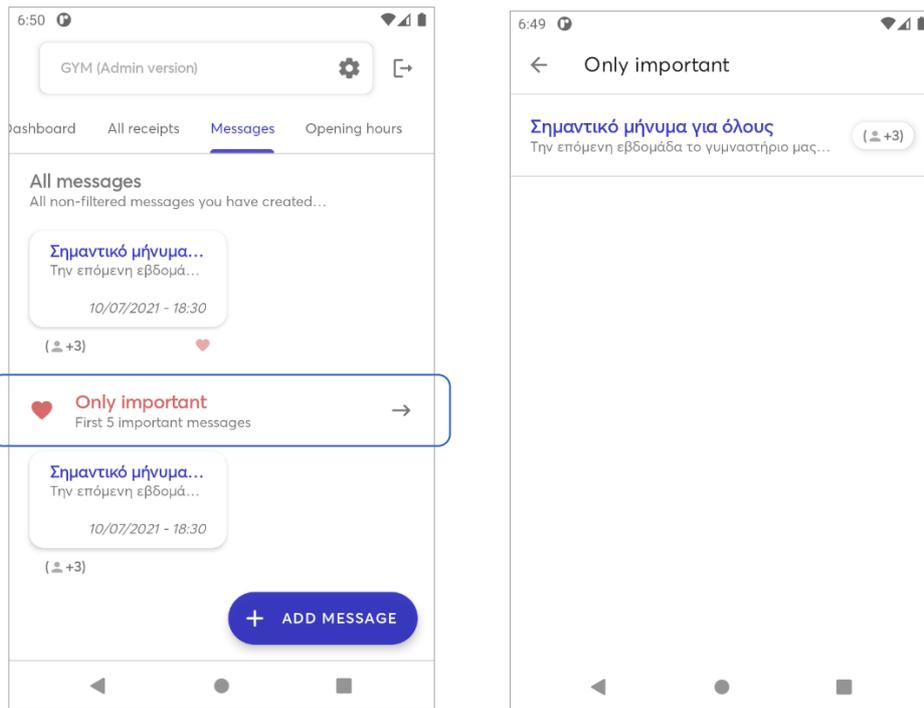 6:50
GYM (Admin version)
Dashboard All receipts Messages Opening hours
All messages
All non-filtered messages you have created...
Σημαντικό μήνυμα...
Την επόμενη εβδομά...
10/07/2021 - 18:30
(+3)
Only important
First 5 important messages
Σημαντικό μήνυμα...
Την επόμενη εβδομά...
10/07/2021 - 18:30
(+3)
+ ADD MESSAGE
6:49
Only important
Σημαντικό μήνυμα για όλους
Την επόμενη εβδομάδα το γυμναστήριο μας...
(+3)